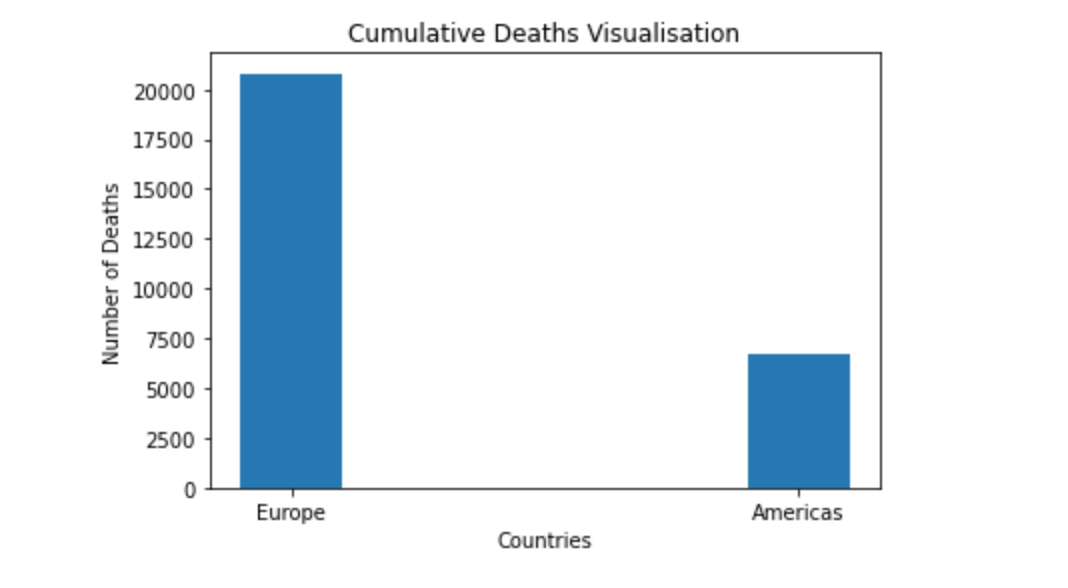 Cumulative Deaths Visualisation
20000
17500
15000
12500
10000
7500
5000
2500
0
Number of Deaths
Europe
Americas
Countries